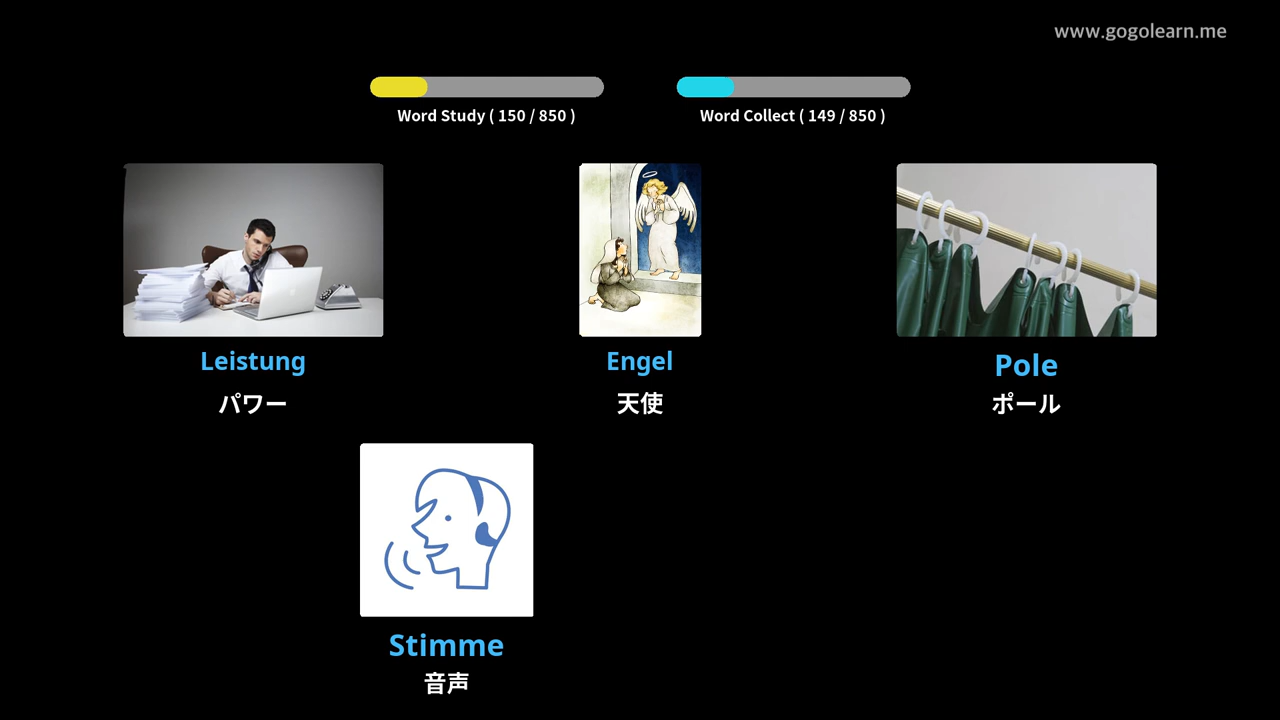 www.gogolearn.me
Word Study ( 150 / 850 )
Word Collect ( 149 / 850 )
Leistung
パワー
Engel
天使
Pole
ポール
Stimme
音声